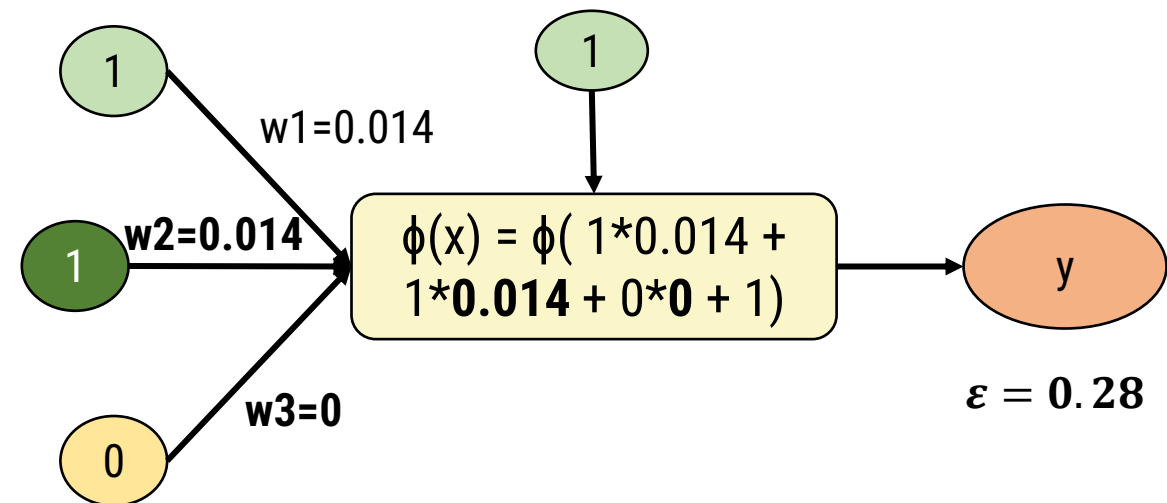 1
1
w1=0.014
w2=0.014
1
ϕ(x) = ϕ( 1*0.014 +
1*0.014 + 0*0 + 1)
y
w3=0
ε = 0.28
0